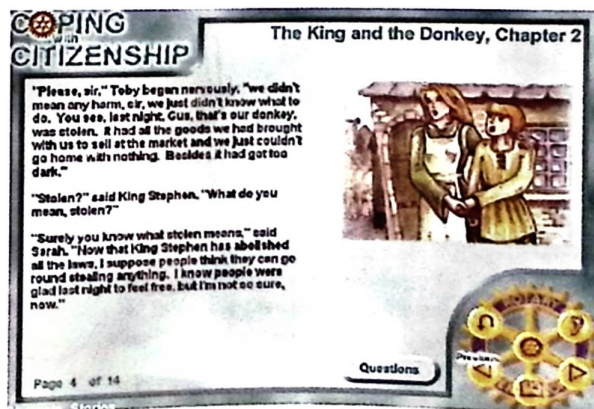 COPING
with
CITIZENSHIP
The King and the Donkey, Chapter 2
"Please, sir," Toby began nervously, "we didn't
mean any harm, sir, we just didn't know what to
do. You see, last night, Gus, that's our donkey,
was stolen. It had all the goods we had brought
with us to sell at the market and we just couldn't
go home with nothing. Besides it had got too
dark."
"Stolen?" said King Stephen. "What do you
mean, stolen?"
"Surely you know what stolen means," said
Sarah. "Now that King Stephen has abolished
all the laws, I suppose people think they can go
round stealing anything. I know people were
glad last night to feel free, but I'm not so sure,
now."
ROTARY
Previous
Questions
Page 4 of 14
Stories